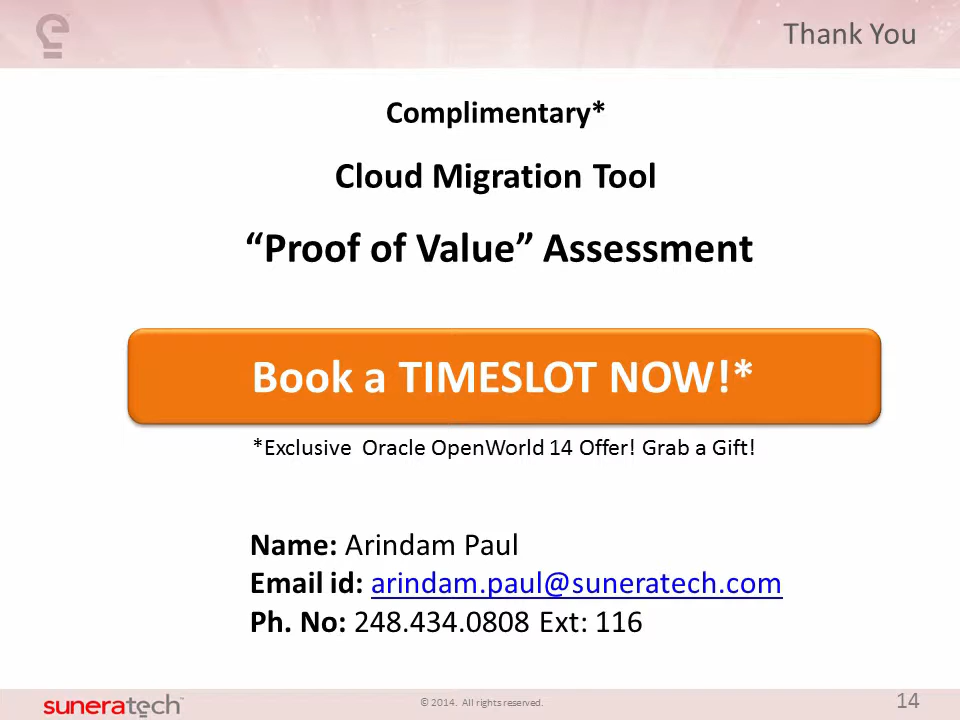 Thank You
Complimentary*
Cloud Migration Tool
“Proof of Value” Assessment
Book a TIMESLOT NOW!*
*Exclusive Oracle OpenWorld 14 Offer! Grab a Gift!
Name: Arindam Paul
Email id: arindam.paul@suneratech.com
Ph. No: 248.434.0808 Ext: 116
suneratech™
© 2014. All rights reserved.
14